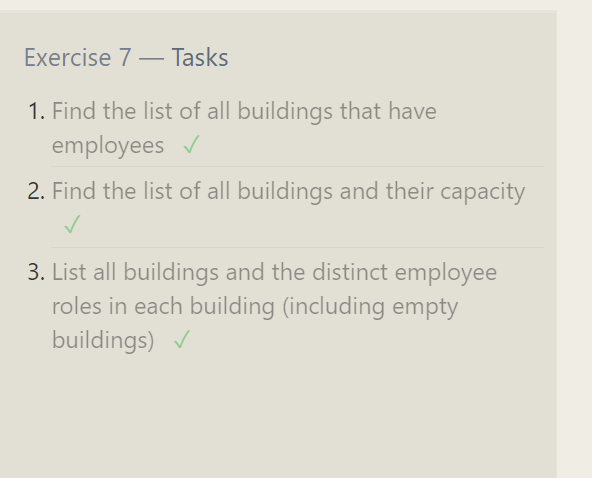 Exercise 7 — Tasks
1. Find the list of all buildings that have
employees ✓
2. Find the list of all buildings and their capacity
✓
3. List all buildings and the distinct employee
roles in each building (including empty
buildings) ✓